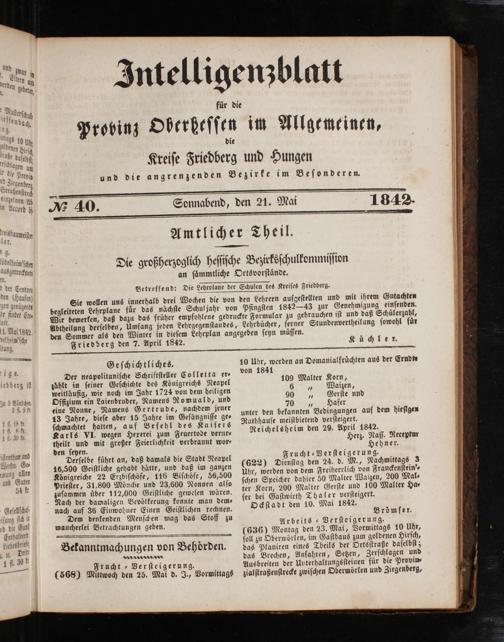 Intelligenzblatt
für die
Provinz Oberhessen im Allgemeinen,
die
Kreise Friedberg und Hungen
und die angrenzenden Bezirke im Besonderen.
№ 40. Sonnabend, den 21. Mai 1842.
Amtlicher Theil.
Die großherzoglich hessische Bezirksschulkommission
an sämmtliche Ortsvorstände.
Betreffend: Die Lehrplane der Schulen des Kreises Friedberg.
Sie wollen uns innerhalb drei Wochen die von den Lehrern aufgestellten und mit ihrem Gutachten
begleiteten Lehrplane für das nächste Schuljahr von Pfingsten 1842—43 zur Genehmigung einsenden.
Wir bemerken, daß dazu das früher empfohlene gedruckte Formular zu gebrauchen ist und daß Schülerzahl,
Abtheilung derselben, Umfang jeden Lehrgegenstandes, Lehrbücher, ferner Stundenvertheilung sowohl für
den Sommer als den Winter in diesem Lehrplan angegeben seyn müssen.
Friedberg den 7. April 1842. Küchler.
Geschichtliches.
Der neapolitanische Schriftsteller Colletta er-
zählt in seiner Geschichte des Königreichs Neapel
weitläufig, wie noch im Jahr 1724 von dem heiligen
Offizium ein Laienbruder, Namens Romuald, und
eine Nonne, Namens Gertrude, nachdem jener
13 Jahre, diese aber 15 Jahre im Gefängnisse ge-
schmachtet hatten, auf Befehl des Kaisers
Karls VI. wegen Ketzerei zum Feuertode verur-
theilt und mit großer Feierlichkeit verbrannt wor-
den seyen.
Derselbe führt an, daß damals die Stadt Neapel
16,500 Geistliche gehabt hätte, und daß im ganzen
Königreiche 22 Erzbischöfe, 116 Bischöfe, 56,500
Priester, 31,800 Mönche und 23,600 Nonnen also
zusammen über 112,000 Geistliche gewesen wären.
Nach der damaligen Bevölkerung komme man dem-
nach auf 36 Einwohner Einen Geistlichen rechnen.
Dem denkenden Menschen wag das Stoff zu
mancherlei Betrachtungen geben.
Bekanntmachungen von Behörden.
Frucht-Versteigerung.
(568) Mittwoch den 25. Mai d. J., Vormittags
10 Uhr, werden an Domanialfrüchten aus der Erndte
von 1841
109 Malter Korn,
6 „ Waizen,
90 „ Gerste und
79 „ Hafer
unter den bekannten Bedingungen auf dem hiesigen
Rathhause meistbietend versteigert.
Reichelsheim den 29. April 1842.
Herz. Nass. Receptur
Hehner.
Frucht-Versteigerung.
(622) Dienstag den 24. d. M., Nachmittags 3
Uhr, werden von dem Freiherrlich von Franckenstein'-
schen Speicher dahier 50 Malter Waizen, 200 Mal-
ter Korn, 200 Malter Gerste und 100 Malter Ha-
fer bei Gastwirth Thaler versteigert.
Ockstadt den 10. Mai 1842.
Brömser.
Arbeits-Versteigerung.
(636) Montag den 23. Mai, Vormittags 10 Uhr,
soll zu Obermörlen, im Gasthaus zum goldenen Hirsch,
das Planiren eines Theils der Ortsstraße daselbst;
das Brechen, Anfahren, Setzen, Zerschlagen und
Ausbreiten der Unterhaltungssteinen für die Provin-
zialstraßenstrecke zwischen Obermörlen und Ziegenberg,